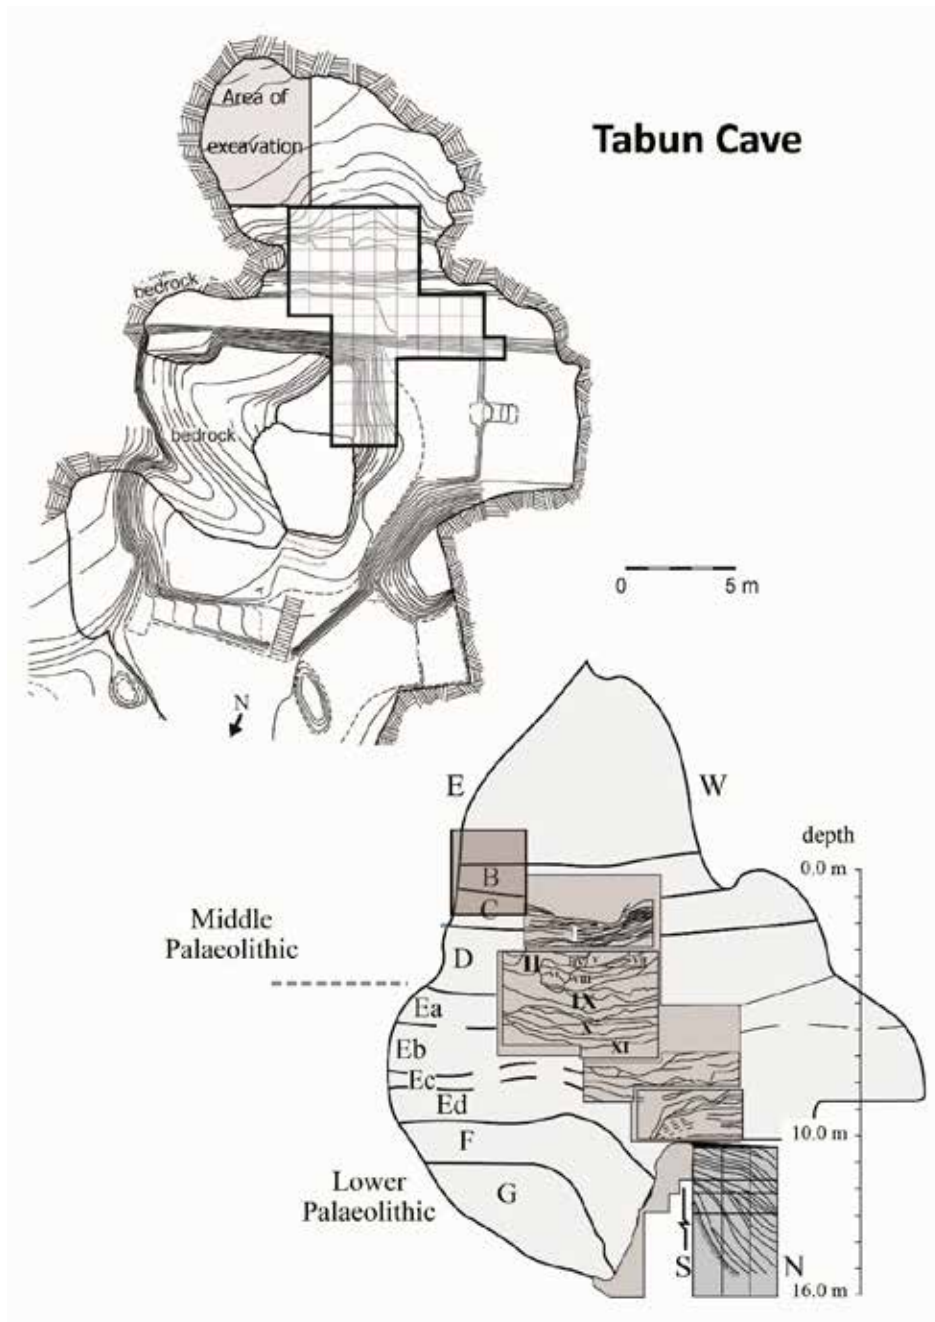 Tabun Cave
Area of
excavation
bedrock
bedrock
0 5 m
N
E
W
depth
0.0 m
B
C
I
Middle
Palaeolithic
D
II
VIII
IX
Ea
X
XI
Eb
Ec
Ed
F
10.0 m
G
Lower
Palaeolithic
S
N
16.0 m